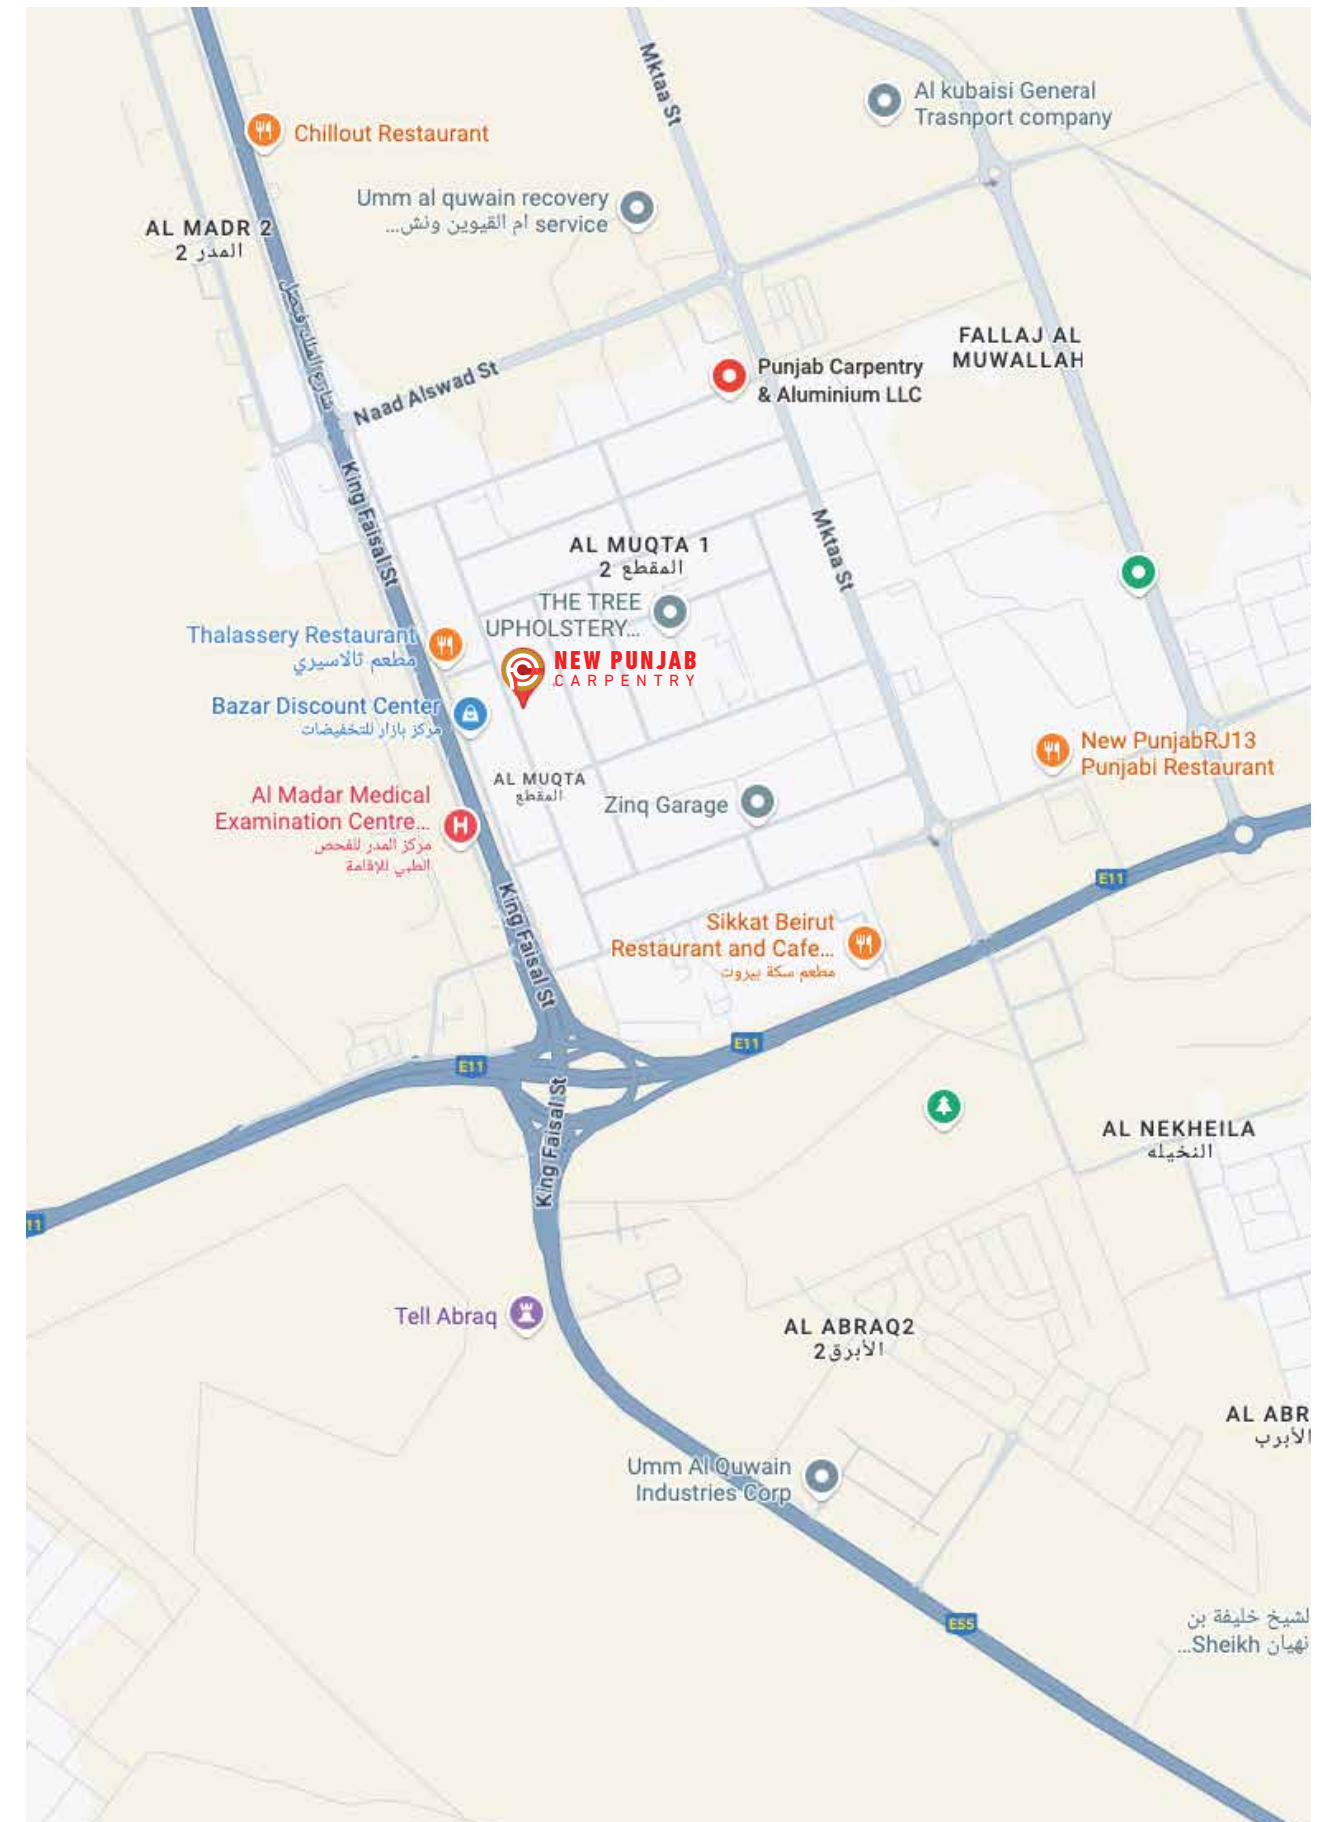 Mktaa St
Al kubaisi General
Trasnport company
Chillout Restaurant
Umm al quwain recovery
service ام القيوين ونش...
AL MADR 2
المدر 2
شارع الملك فيصل
FALLAJ AL
MUWALLAH
Punjab Carpentry
& Aluminium LLC
Naad Alswad St
King Faisal St
AL MUQTA 1
المقطع 2
Mktaa St
THE TREE
UPHOLSTERY...
Thalassery Restaurant
مطعم ثالاسيري
NEW PUNJAB
CARPENTRY
Bazar Discount Center
مركز بازار للتخفيضات
New PunjabRJ13
Punjabi Restaurant
AL MUQTA
المقطع
Al Madar Medical
Examination Centre...
مركز المدر للفحص
الطبي للإقامة
Zinq Garage
E11
King Faisal St
Sikkat Beirut
Restaurant and Cafe...
مطعم سكة بيروت
E11
E11
King Faisal St
AL NEKHEILA
النخيله
11
Tell Abraq
AL ABRAQ2
الأبرق2
AL ABR
الأبرب
Umm Al Quwain
Industries Corp
E55
لشيخ خليفة بن
نهيان Sheikh...